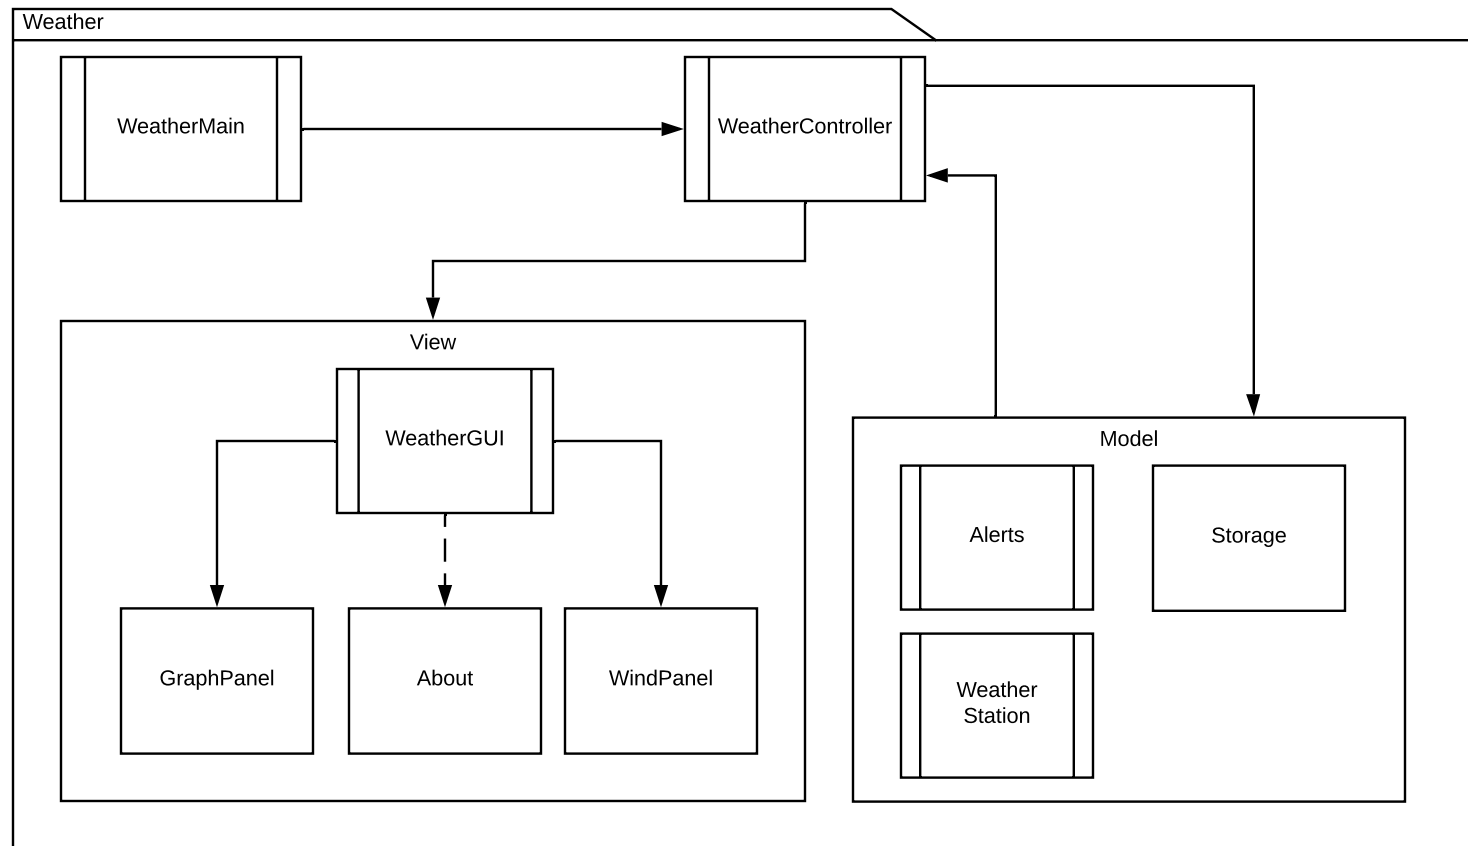 Weather
WeatherMain
WeatherController
View
WeatherGUI
Model
Alerts
Storage
GraphPanel
About
WindPanel
Weather
Station